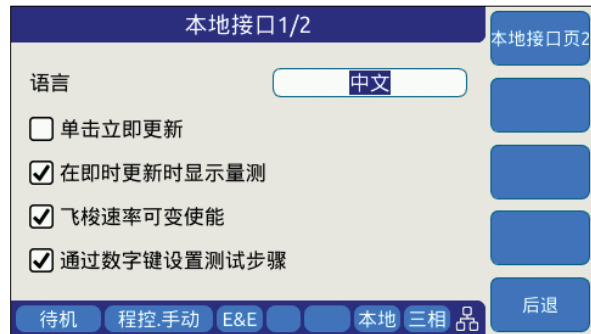 本地接口1/2
本地接口页2
语言
中文
单击立即更新
在即时更新时显示量测
飞梭速率可变使能
通过数字键设置测试步骤
后退
待机 程控.手动 E&E 本地 三相